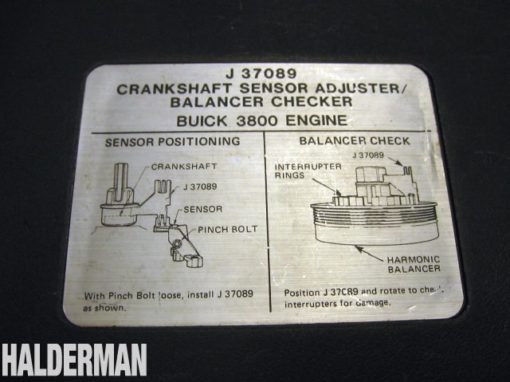 J 37089
CRANKSHAFT SENSOR ADJUSTER/
BALANCER CHECKER
BUICK 3800 ENGINE
SENSOR POSITIONING
CRANKSHAFT
J 37089
SENSOR
PINCH BOLT
With Pinch Bolt loose, install J 37089
as shown.
BALANCER CHECK
J 37089
INTERRUPTER
RINGS
HARMONIC
BALANCER
Position J 37089 and rotate to check
interrupters for damage.
HALDERMAN